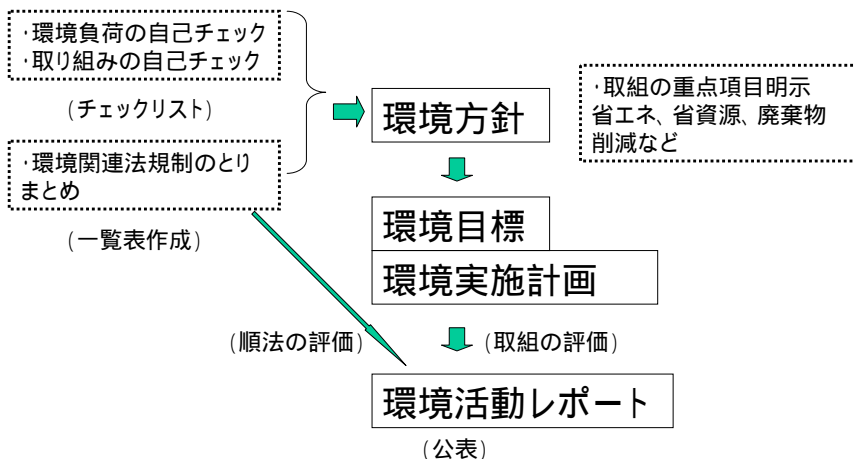 ·環境負荷の自己チェック
·取り組みの自己チェック
(チェックリスト)
·環境関連法規制のとり
まとめ
(一覧表作成)
環境方針
·取組の重点項目明示
省エネ、省資源、廃棄物
削減など
環境目標
環境実施計画
(順法の評価)
(取組の評価)
環境活動レポート
(公表)